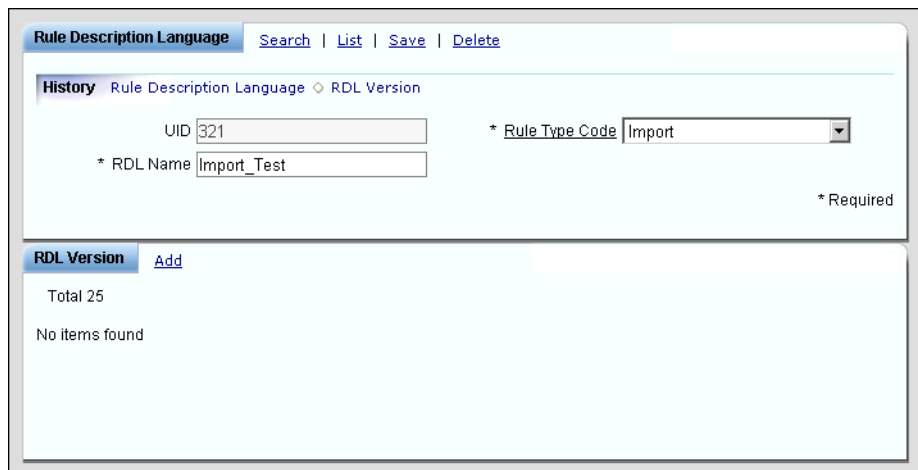 Rule Description Language Search | List | Save | Delete
History Rule Description Language ◇ RDL Version
UID 321 * Rule Type Code Import
* RDL Name Import_Test
* Required
RDL Version Add
Total 25
No items found